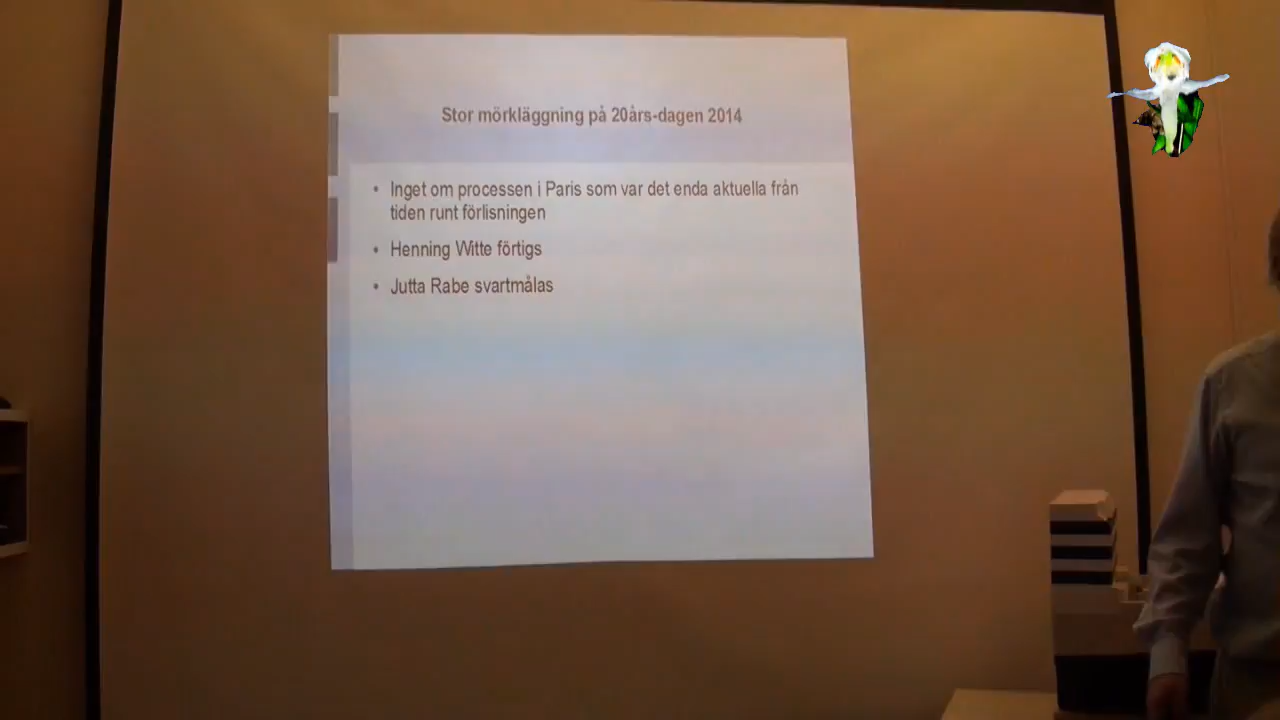 Stor mörkläggning på 20års-dagen 2014
• Inget om processen i Paris som var det enda aktuella från
tiden runt förlisningen
• Henning Witte förtigs
• Jutta Rabe svartmålas